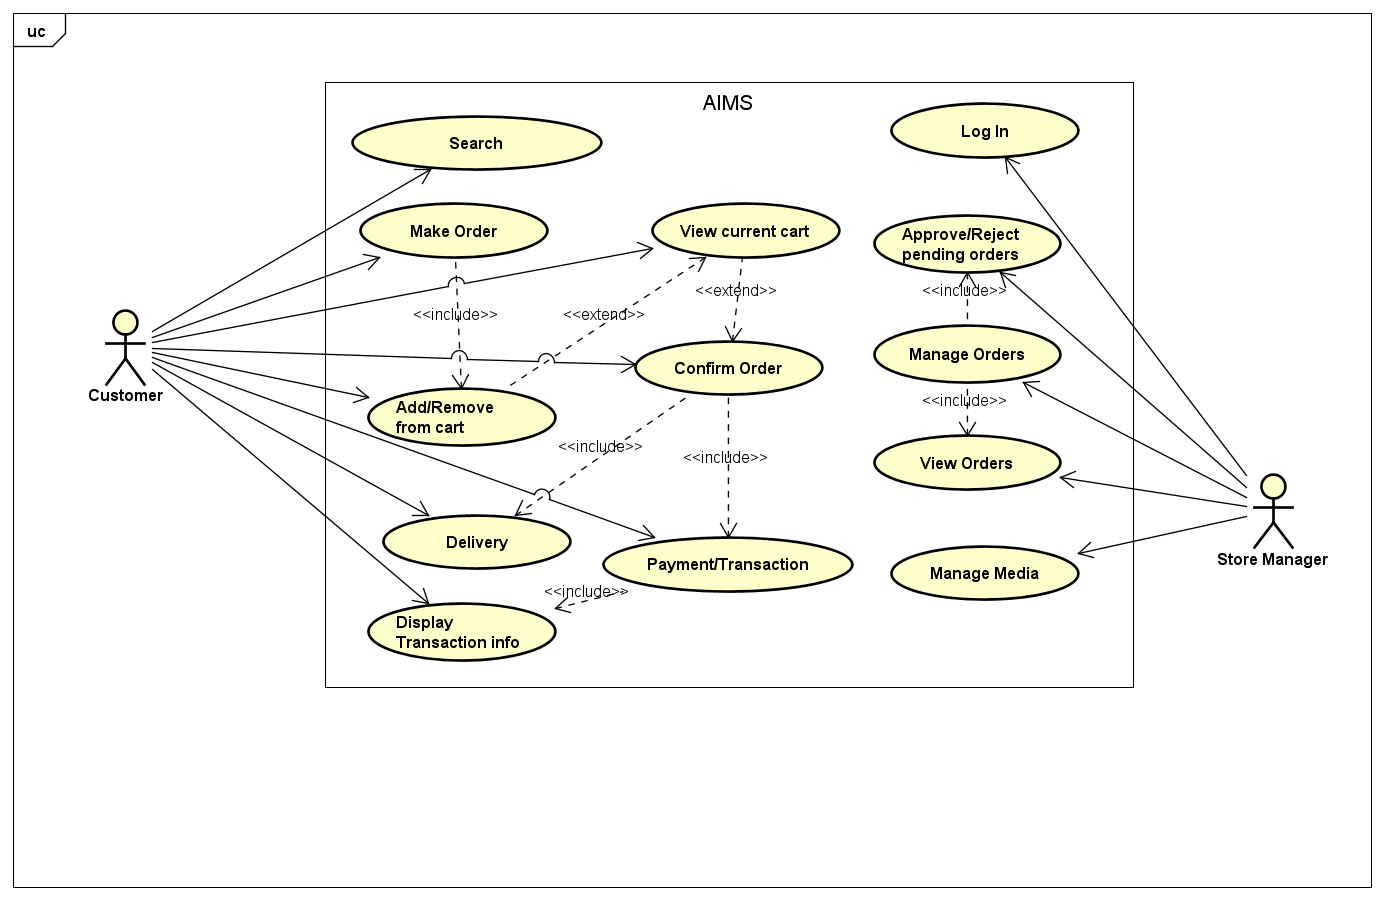 uc
AIMS
Search
Log In
Make Order
View current cart
Approve/Reject
pending orders
<<extend>>
<<include>>
<<include>>
<<extend>>
Customer
Confirm Order
Manage Orders
<<include>>
Add/Remove
from cart
<<include>>
<<include>>
View Orders
Delivery
Payment/Transaction
Manage Media
Store Manager
<<include>>
Display
Transaction info